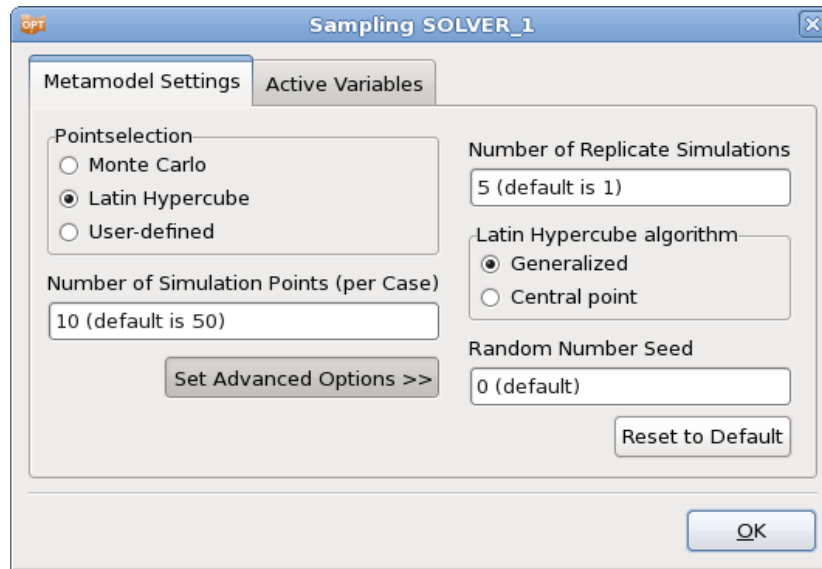 OPT
Sampling SOLVER_1
Metamodel Settings
Active Variables
Pointselection
Monte Carlo
Latin Hypercube
User-defined
Number of Simulation Points (per Case)
10 (default is 50)
Set Advanced Options >>
Number of Replicate Simulations
5 (default is 1)
Latin Hypercube algorithm
Generalized
Central point
Random Number Seed
0 (default)
Reset to Default
OK